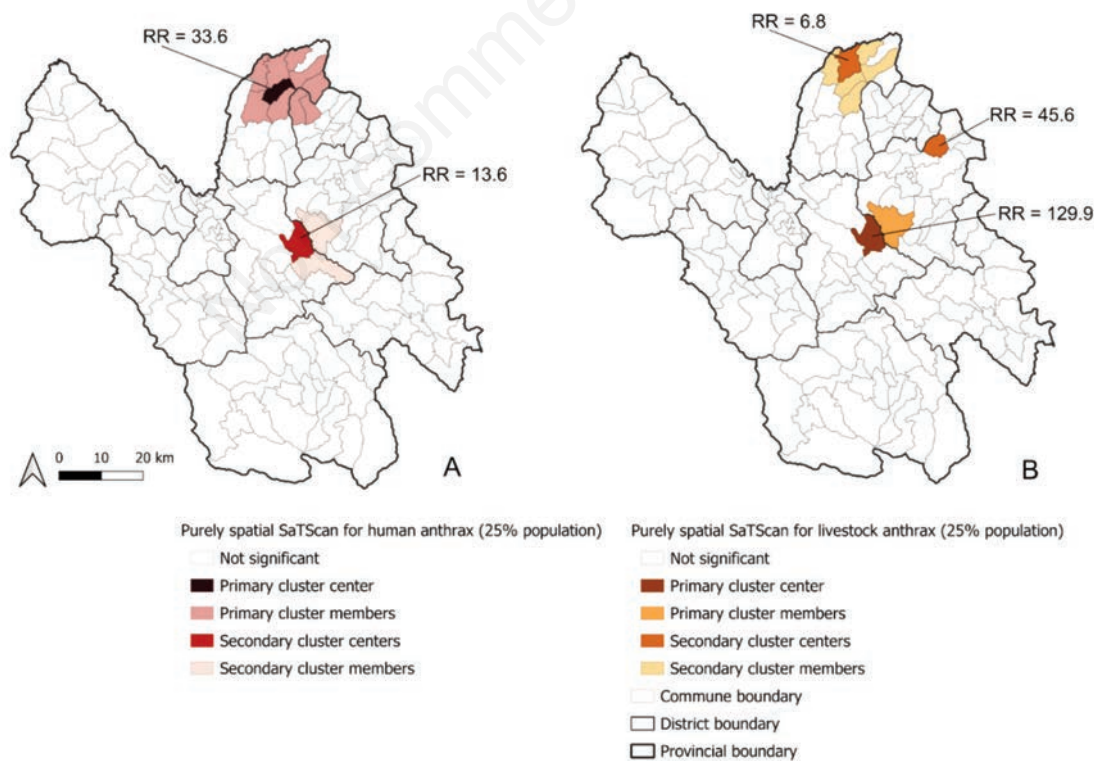 RR = 33.6
RR = 13.6
RR = 6.8
RR = 45.6
RR = 129.9
0 10 20 km
A
B
Purely spatial SaTScan for human anthrax (25% population)
Not significant
Primary cluster center
Primary cluster members
Secondary cluster centers
Secondary cluster members
Purely spatial SaTScan for livestock anthrax (25% population)
Not significant
Primary cluster center
Primary cluster members
Secondary cluster centers
Secondary cluster members
Commune boundary
District boundary
Provincial boundary